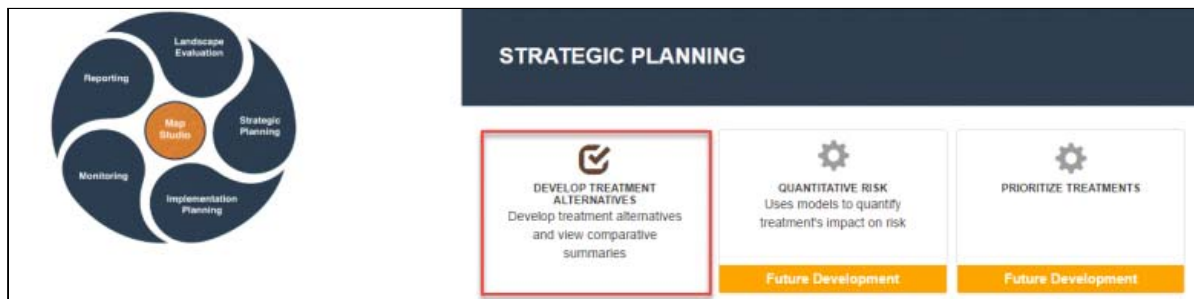 Landscape
Evaluation
Reporting
Map
Studio
Strategic
Planning
Monitoring
Implementation
Planning
STRATEGIC PLANNING
DEVELOP TREATMENT
ALTERNATIVES
Develop treatment alternatives
and view comparative
summaries
QUANTITATIVE RISK
Uses models to quantify
treatment's impact on risk
Future Development
PRIORITIZE TREATMENTS
Future Development